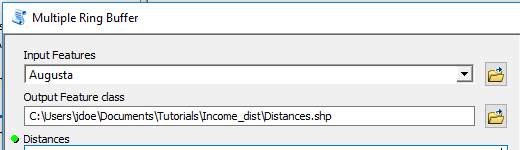 Multiple Ring Buffer
Input Features
Augusta
Output Feature class
C:\Users\jdoe\Documents\Tutorials\Income_dist\Distances.shp
Distances